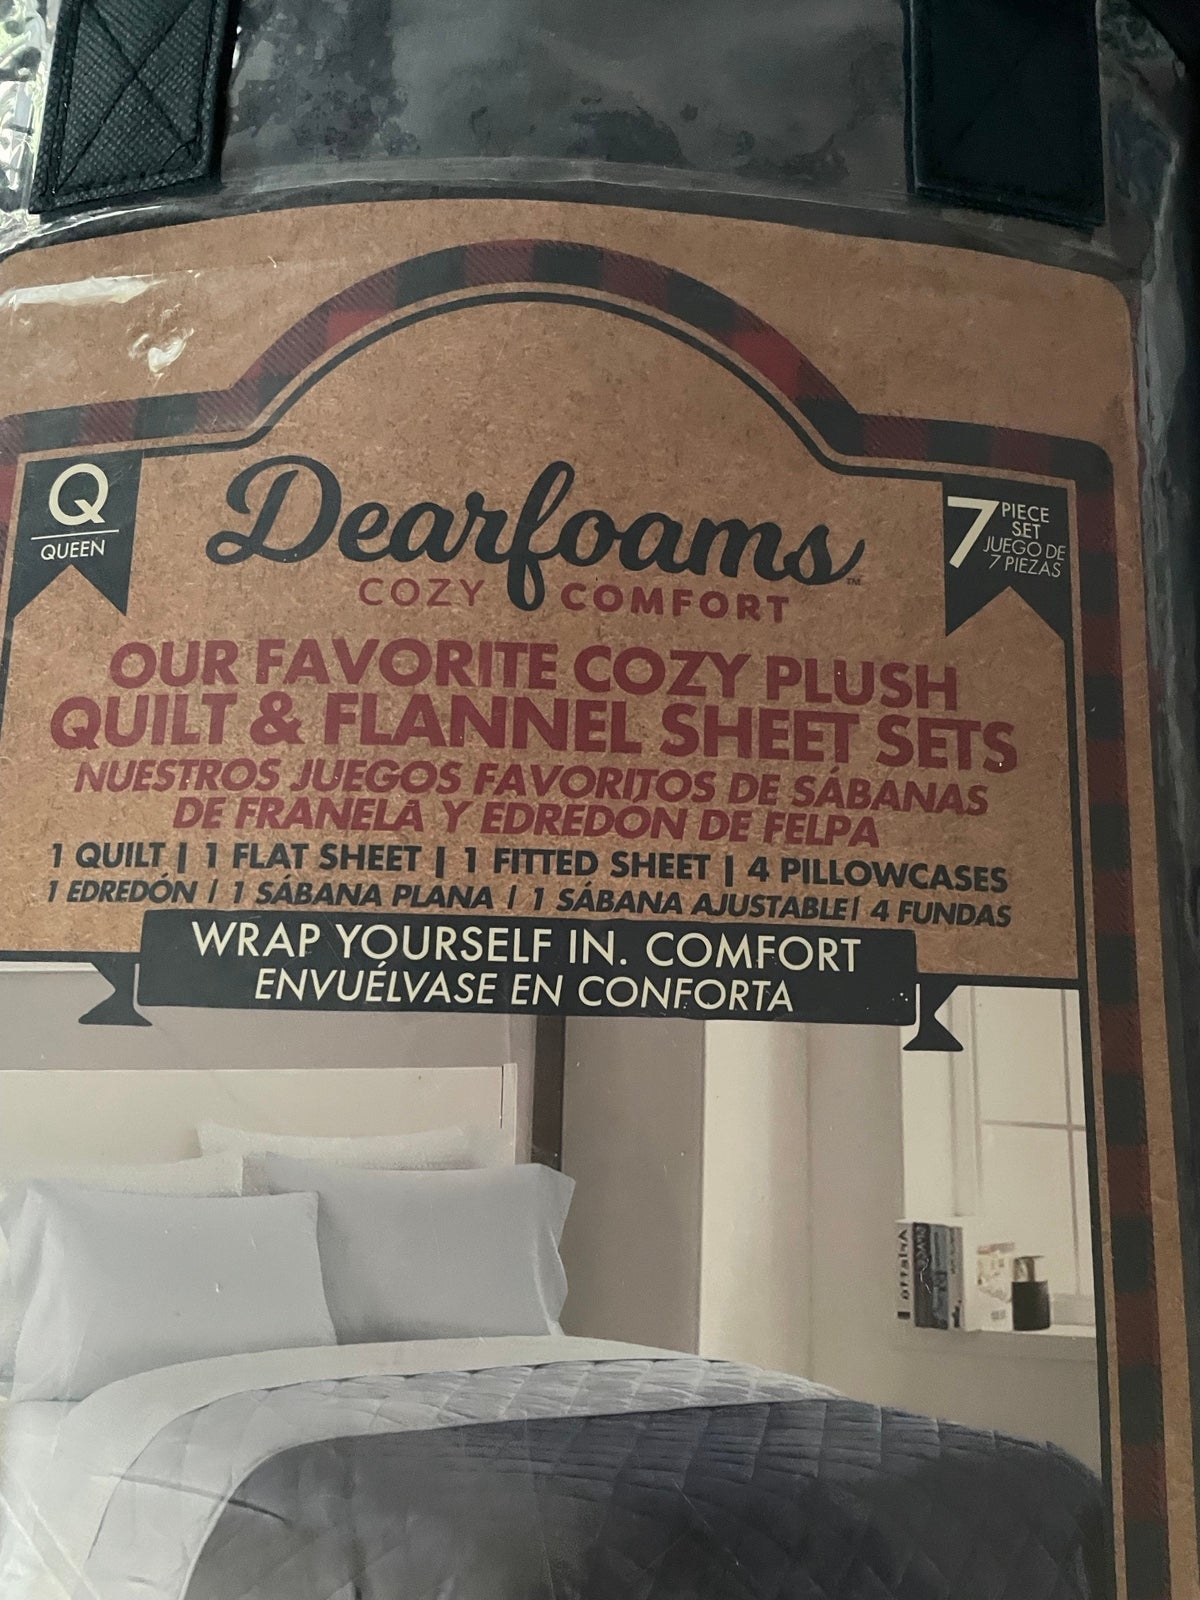 Q
QUEEN
Dearfoams™
COZY COMFORT
7 PIECE
SET
JUEGO DE
7 PIEZAS
OUR FAVORITE COZY PLUSH
QUILT & FLANNEL SHEET SETS
NUESTROS JUEGOS FAVORITOS DE SÁBANAS
DE FRANELA Y EDREDÓN DE FELPA
1 QUILT | 1 FLAT SHEET | 1 FITTED SHEET | 4 PILLOWCASES
1 EDREDÓN / 1 SÁBANA PLANA / 1 SÁBANA AJUSTABLE/ 4 FUNDAS
WRAP YOURSELF IN. COMFORT
ENVUÉLVASE EN CONFORTA